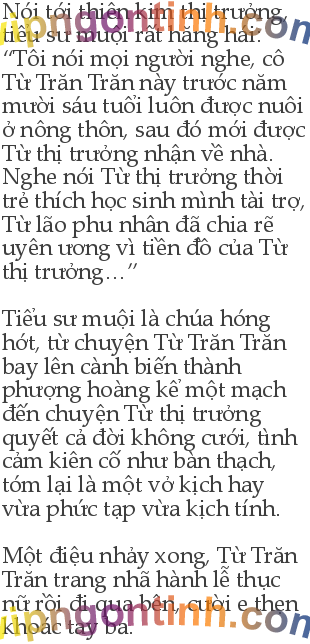 Nói tới thiên kim thị trưởng,
tiểu sư muội rất hăng hái:
“Tôi nói mọi người nghe, cô
Từ Trăn Trăn này trước năm
mười sáu tuổi luôn được nuôi
ở nông thôn, sau đó mới được
Từ thị trưởng nhận về nhà.
Nghe nói Từ thị trưởng thời
trẻ thích học sinh mình tài trợ,
Từ lão phu nhân đã chia rẽ
uyên ương vì tiền đồ của Từ
thị trưởng…”
Tiểu sư muội là chúa hóng
hót, từ chuyện Từ Trăn Trăn
bay lên cành biến thành
phượng hoàng kể một mạch
đến chuyện Từ thị trưởng
quyết cả đời không cưới, tình
cảm kiên cố như bàn thạch,
tóm lại là một vở kịch hay
vừa phức tạp vừa kịch tính.
Một điệu nhảy xong, Từ Trăn
Trăn trang nhã hành lễ thục
nữ rồi đi qua bên, cười e thẹn
khoác tay ba.